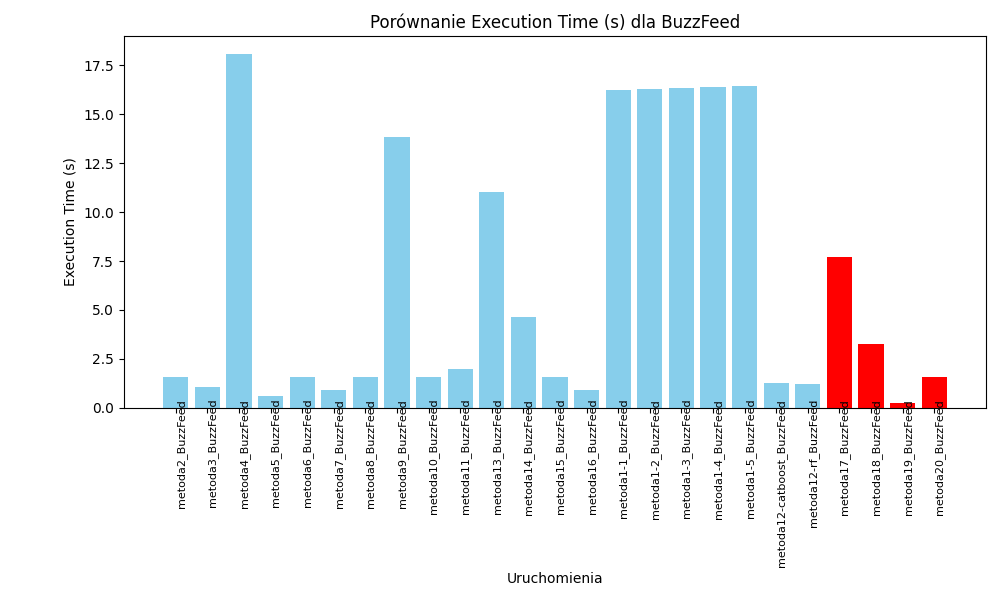 Porównanie Execution Time (s) dla BuzzFeed
Execution Time (s)
17.5
15.0
12.5
10.0
7.5
5.0
2.5
0.0
metoda2_BuzzFeed
metoda3_BuzzFeed
metoda4_BuzzFeed
metoda5_BuzzFeed
metoda6_BuzzFeed
metoda7_BuzzFeed
metoda8_BuzzFeed
metoda9_BuzzFeed
metoda10_BuzzFeed
metoda11_BuzzFeed
metoda13_BuzzFeed
metoda14_BuzzFeed
metoda15_BuzzFeed
metoda16_BuzzFeed
metoda1-1_BuzzFeed
metoda1-2_BuzzFeed
metoda1-3_BuzzFeed
metoda1-4_BuzzFeed
metoda1-5_BuzzFeed
metoda12-catboost_BuzzFeed
metoda12-rf_BuzzFeed
metoda17_BuzzFeed
metoda18_BuzzFeed
metoda19_BuzzFeed
metoda20_BuzzFeed
Uruchomienia